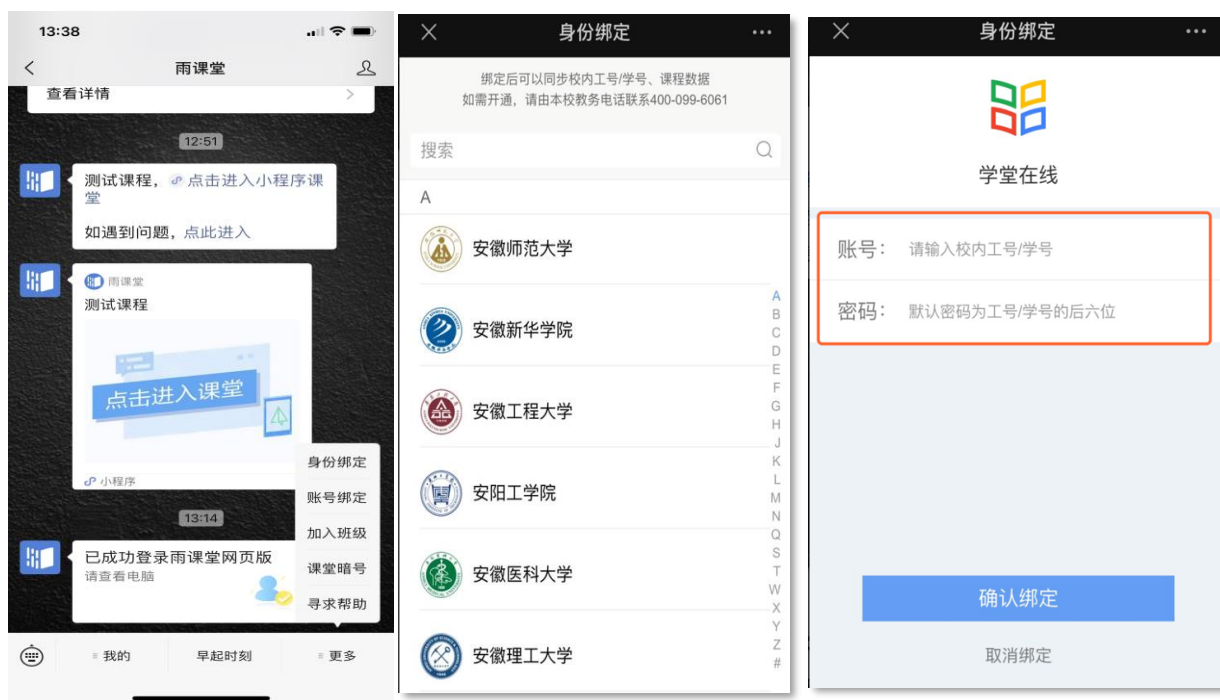 13:38
雨课堂
查看详情
12:51
测试课程， 点击进入小程序课
堂
如遇到问题，点此进入
雨课堂
测试课程
点击进入课堂
小程序
13:14
已成功登录雨课堂网页版
请查看电脑
身份绑定
账号绑定
加入班级
课堂暗号
寻求帮助
我的
早起时刻
更多
身份绑定
绑定后可以同步校内工号/学号、课程数据
如需开通，请由本校教务电话联系400-099-6061
搜索
A
安徽师范大学
安徽新华学院
安徽工程大学
安阳工学院
安徽医科大学
安徽理工大学
A
B
C
D
E
F
G
H
J
K
L
M
N
Q
S
T
W
X
Y
Z
#
身份绑定
学堂在线
账号： 请输入校内工号/学号
密码： 默认密码为工号/学号的后六位
确认绑定
取消绑定